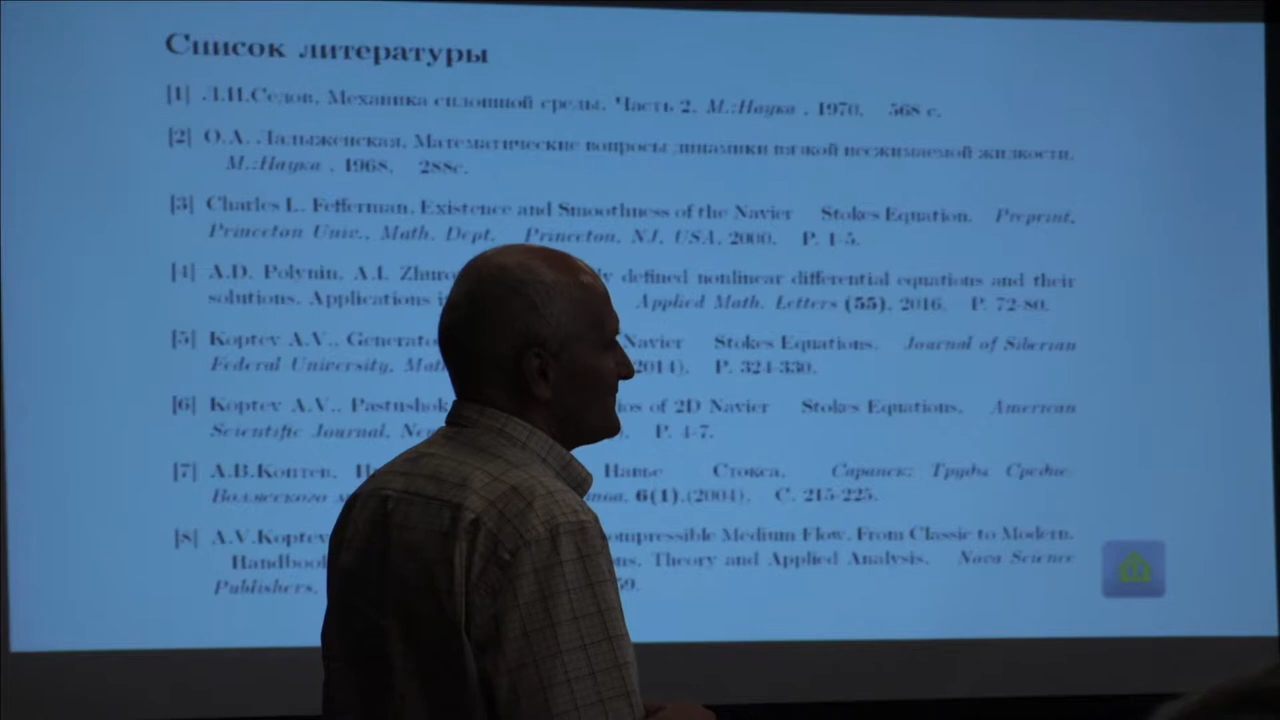 Список литературы
[1] Л.И.Седов. Механика сплошной среды. Часть 2. М.:Наука . 1970. 568 с.
[2] О.А. Ладыженская. Математические вопросы динамики вязкой несжимаемой жидкости.
М.:Наука . 1968. 288с.
[3] Charles L. Fefferman. Existence and Smoothness of the Navier Stokes Equation. Preprint,
Princeton Univ., Math. Dept. Princeton, NJ, USA. 2000. P. 1-5.
[4] A.D. Polynin, A.I. defined nonlinear differential equations and their
solutions. Applications Applied Math. Letters (55). 2016. P. 72-80.
[5] Koptev A.V., Navier Stokes Equations. Journal of Siberian
Federal University, 2014). P. 324-330.
[6] Koptev A.V., of 2D Navier Stokes Equations. American
Scientific Journal, P. 4-7.
[7] А.В.Коптев. Навье Стокса. Саранск: Труды Средне-
Волжского 6(1).(2004). С. 215-225.
[8] A.V.Koptev Medium Flow. From Classic to Modern.
Theory and Applied Analysis. Nova Science
Publishers.